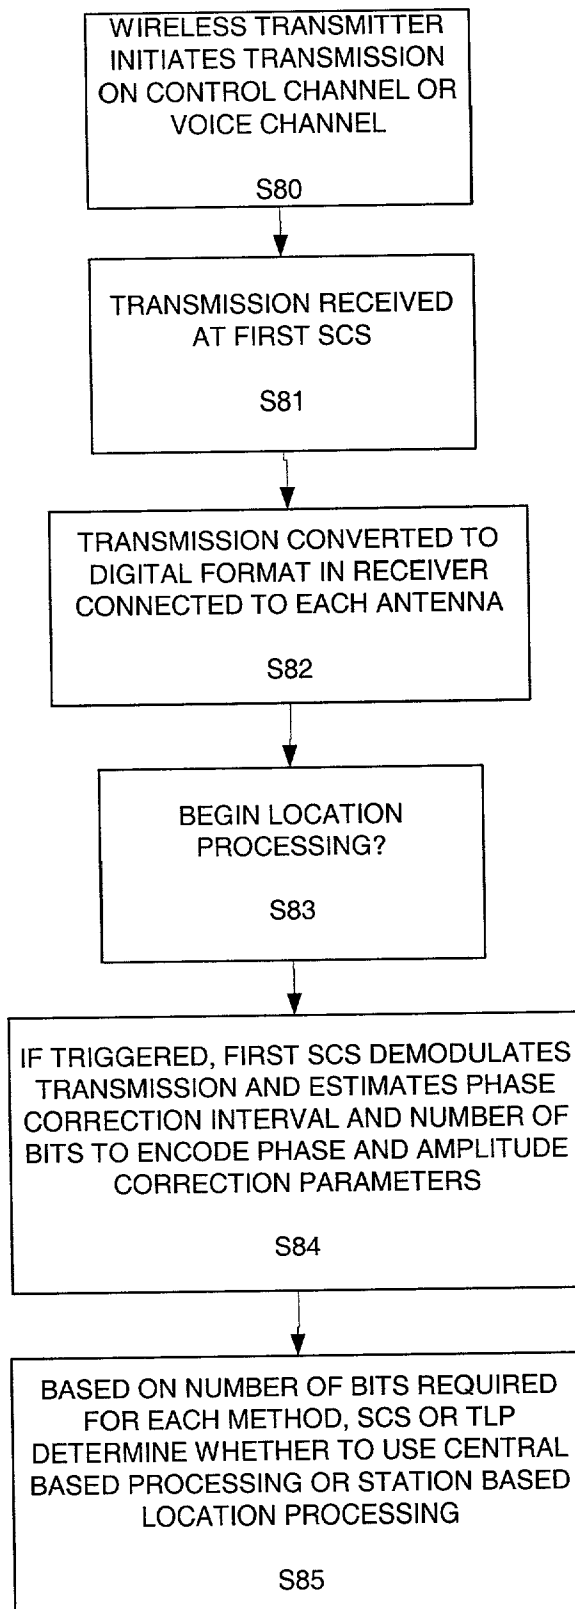 WIRELESS TRANSMITTER
INITIATES TRANSMISSION
ON CONTROL CHANNEL OR
VOICE CHANNEL
S80
TRANSMISSION RECEIVED
AT FIRST SCS
S81
TRANSMISSION CONVERTED TO
DIGITAL FORMAT IN RECEIVER
CONNECTED TO EACH ANTENNA
S82
BEGIN LOCATION
PROCESSING?
S83
IF TRIGGERED, FIRST SCS DEMODULATES
TRANSMISSION AND ESTIMATES PHASE
CORRECTION INTERVAL AND NUMBER OF
BITS TO ENCODE PHASE AND AMPLITUDE
CORRECTION PARAMETERS
S84
BASED ON NUMBER OF BITS REQUIRED
FOR EACH METHOD, SCS OR TLP
DETERMINE WHETHER TO USE CENTRAL
BASED PROCESSING OR STATION BASED
LOCATION PROCESSING
S85